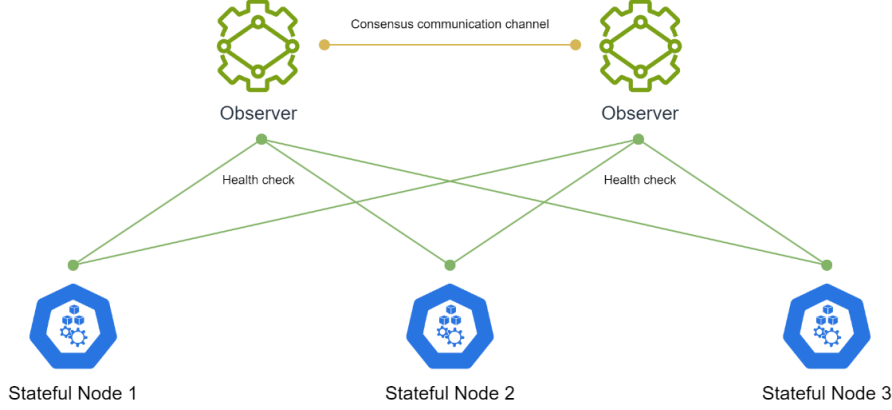 Consensus communication channel
Observer
Observer
Health check
Health check
Stateful Node 1
Stateful Node 2
Stateful Node 3